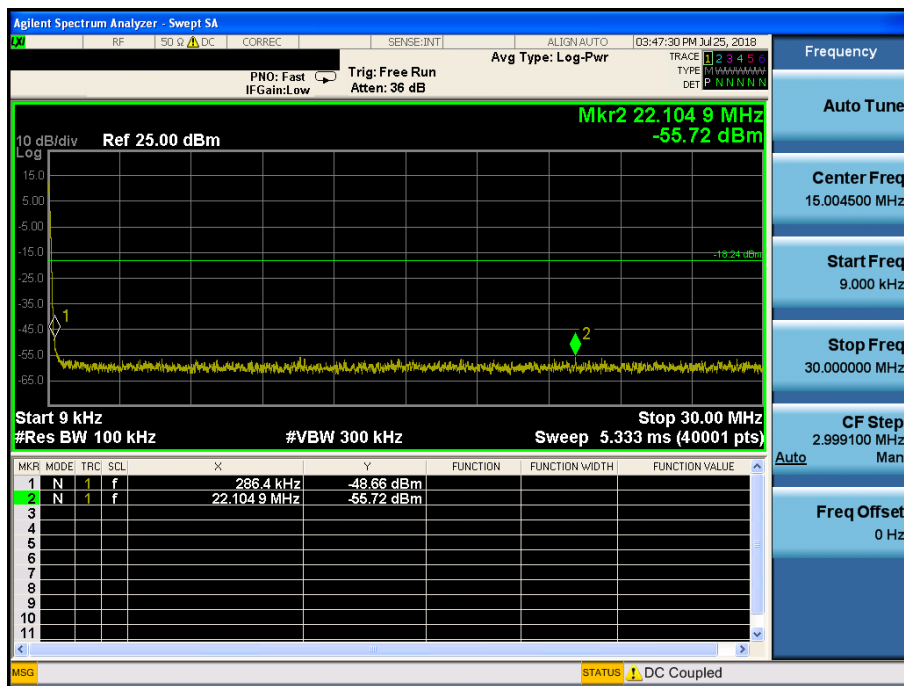 Agilent Spectrum Analyzer - Swept SA
LXI RF 50 Ω DC CORREC SENSE:INT ALIGNAUTO 03:47:30 PM Jul 25, 2018
Frequency
PNO: Fast
IFGain:Low
Trig: Free Run
Atten: 36 dB
Avg Type: Log-Pwr
TRACE 1 2 3 4 5 6
TYPE M W W W W W
DET P N N N N N
Auto Tune
Mkr2 22.104 9 MHz
-55.72 dBm
10 dB/div
Log
Ref 25.00 dBm
15.0
5.00
-5.00
-15.0
-25.0
-35.0
-45.0
-55.0
-65.0
-18.24 dBm
1
2
Center Freq
15.004500 MHz
Start Freq
9.000 kHz
Stop Freq
30.000000 MHz
Start 9 kHz
#Res BW 100 kHz
#VBW 300 kHz
Stop 30.00 MHz
Sweep 5.333 ms (40001 pts)
CF Step
2.999100 MHz
Auto Man
MKR MODE TRC SCL X Y FUNCTION FUNCTION WIDTH FUNCTION VALUE
1 N 1 f 286.4 kHz -48.66 dBm
2 N 1 f 22.104 9 MHz -55.72 dBm
3
4
5
6
7
8
9
10
11
Freq Offset
0 Hz
MSG
STATUS DC Coupled